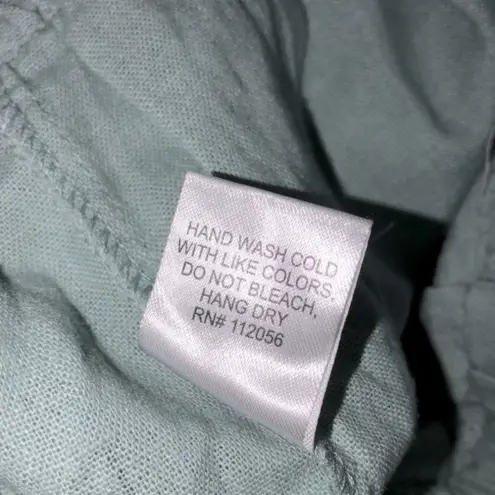 HAND WASH COLD
WITH LIKE COLORS.
DO NOT BLEACH,
HANG DRY
RN# 112056